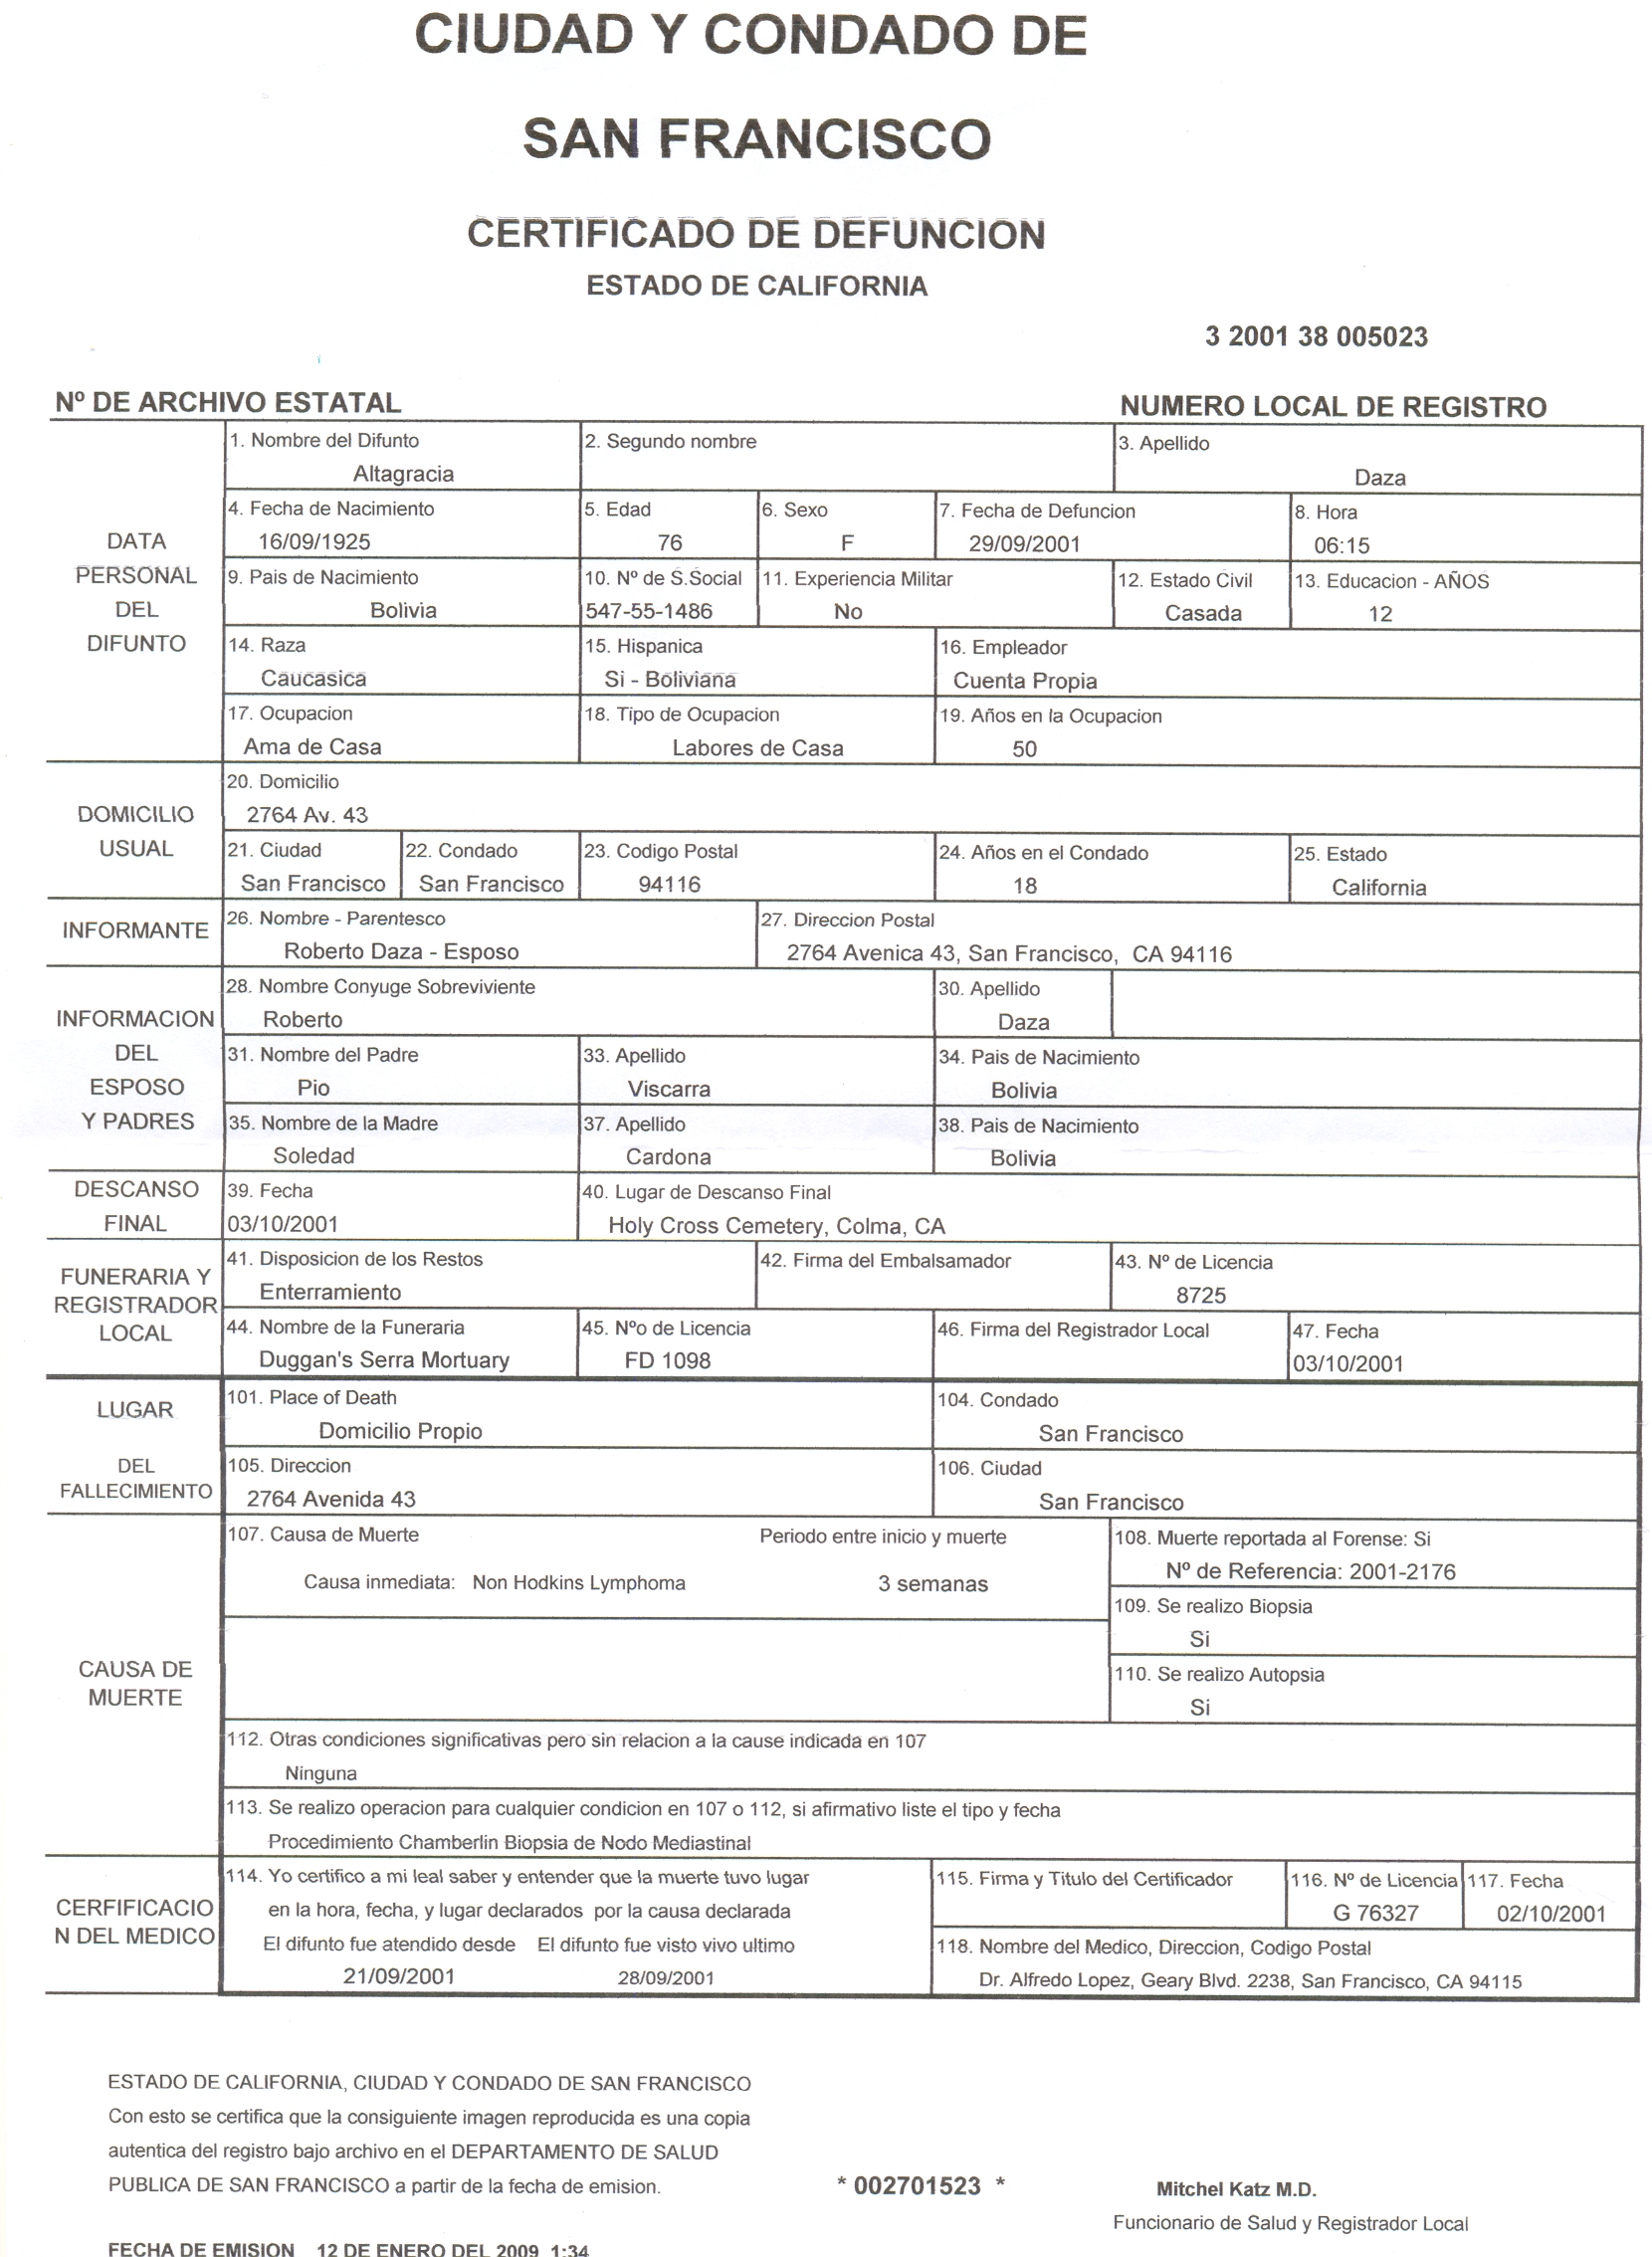 CIUDAD Y CONDADO DE
SAN FRANCISCO
CERTIFICADO DE DEFUNCION
ESTADO DE CALIFORNIA
3 2001 38 005023
Nº DE ARCHIVO ESTATAL NUMERO LOCAL DE REGISTRO
DATA
PERSONAL
DEL
DIFUNTO
1. Nombre del Difunto 2. Segundo nombre 3. Apellido
Altagracia Daza
4. Fecha de Nacimiento 5. Edad 6. Sexo 7. Fecha de Defuncion 8. Hora
16/09/1925 76 F 29/09/2001 06:15
9. Pais de Nacimiento 10. Nº de S.Social 11. Experiencia Militar 12. Estado Civil 13. Educacion - AÑOS
Bolivia 547-55-1486 No Casada 12
14. Raza 15. Hispanica 16. Empleador
Caucasica Si - Boliviana Cuenta Propia
17. Ocupacion 18. Tipo de Ocupacion 19. Años en la Ocupacion
Ama de Casa Labores de Casa 50
DOMICILIO
USUAL
20. Domicilio
2764 Av. 43
21. Ciudad 22. Condado 23. Codigo Postal 24. Años en el Condado 25. Estado
San Francisco San Francisco 94116 18 California
INFORMANTE
26. Nombre - Parentesco 27. Direccion Postal
Roberto Daza - Esposo 2764 Avenica 43, San Francisco, CA 94116
INFORMACION
DEL
ESPOSO
Y PADRES
28. Nombre Conyuge Sobreviviente 30. Apellido
Roberto Daza
31. Nombre del Padre 33. Apellido 34. Pais de Nacimiento
Pio Viscarra Bolivia
35. Nombre de la Madre 37. Apellido 38. Pais de Nacimiento
Soledad Cardona Bolivia
DESCANSO
FINAL
39. Fecha 40. Lugar de Descanso Final
03/10/2001 Holy Cross Cemetery, Colma, CA
FUNERARIA Y
REGISTRADOR
LOCAL
41. Disposicion de los Restos 42. Firma del Embalsamador 43. Nº de Licencia
Enterramiento 8725
44. Nombre de la Funeraria 45. Nºo de Licencia 46. Firma del Registrador Local 47. Fecha
Duggan's Serra Mortuary FD 1098 03/10/2001
LUGAR
DEL
FALLECIMIENTO
101. Place of Death 104. Condado
Domicilio Propio San Francisco
105. Direccion 106. Ciudad
2764 Avenida 43 San Francisco
CAUSA DE
MUERTE
107. Causa de Muerte Periodo entre inicio y muerte 108. Muerte reportada al Forense: Si
Nº de Referencia: 2001-2176
Causa inmediata: Non Hodkins Lymphoma 3 semanas
109. Se realizo Biopsia
Si
110. Se realizo Autopsia
Si
112. Otras condiciones significativas pero sin relacion a la cause indicada en 107
Ninguna
113. Se realizo operacion para cualquier condicion en 107 o 112, si afirmativo liste el tipo y fecha
Procedimiento Chamberlin Biopsia de Nodo Mediastinal
CERFIFICACIO
N DEL MEDICO
114. Yo certifico a mi leal saber y entender que la muerte tuvo lugar
en la hora, fecha, y lugar declarados por la causa declarada
El difunto fue atendido desde El difunto fue visto vivo ultimo
21/09/2001 28/09/2001
115. Firma y Titulo del Certificador 116. Nº de Licencia 117. Fecha
G 76327 02/10/2001
118. Nombre del Medico, Direccion, Codigo Postal
Dr. Alfredo Lopez, Geary Blvd. 2238, San Francisco, CA 94115
ESTADO DE CALIFORNIA, CIUDAD Y CONDADO DE SAN FRANCISCO
Con esto se certifica que la consiguiente imagen reproducida es una copia
autentica del registro bajo archivo en el DEPARTAMENTO DE SALUD
PUBLICA DE SAN FRANCISCO a partir de la fecha de emision.
* 002701523 *
Mitchel Katz M.D.
Funcionario de Salud y Registrador Local
FECHA DE EMISION 12 DE ENERO DEL 2009 1:34